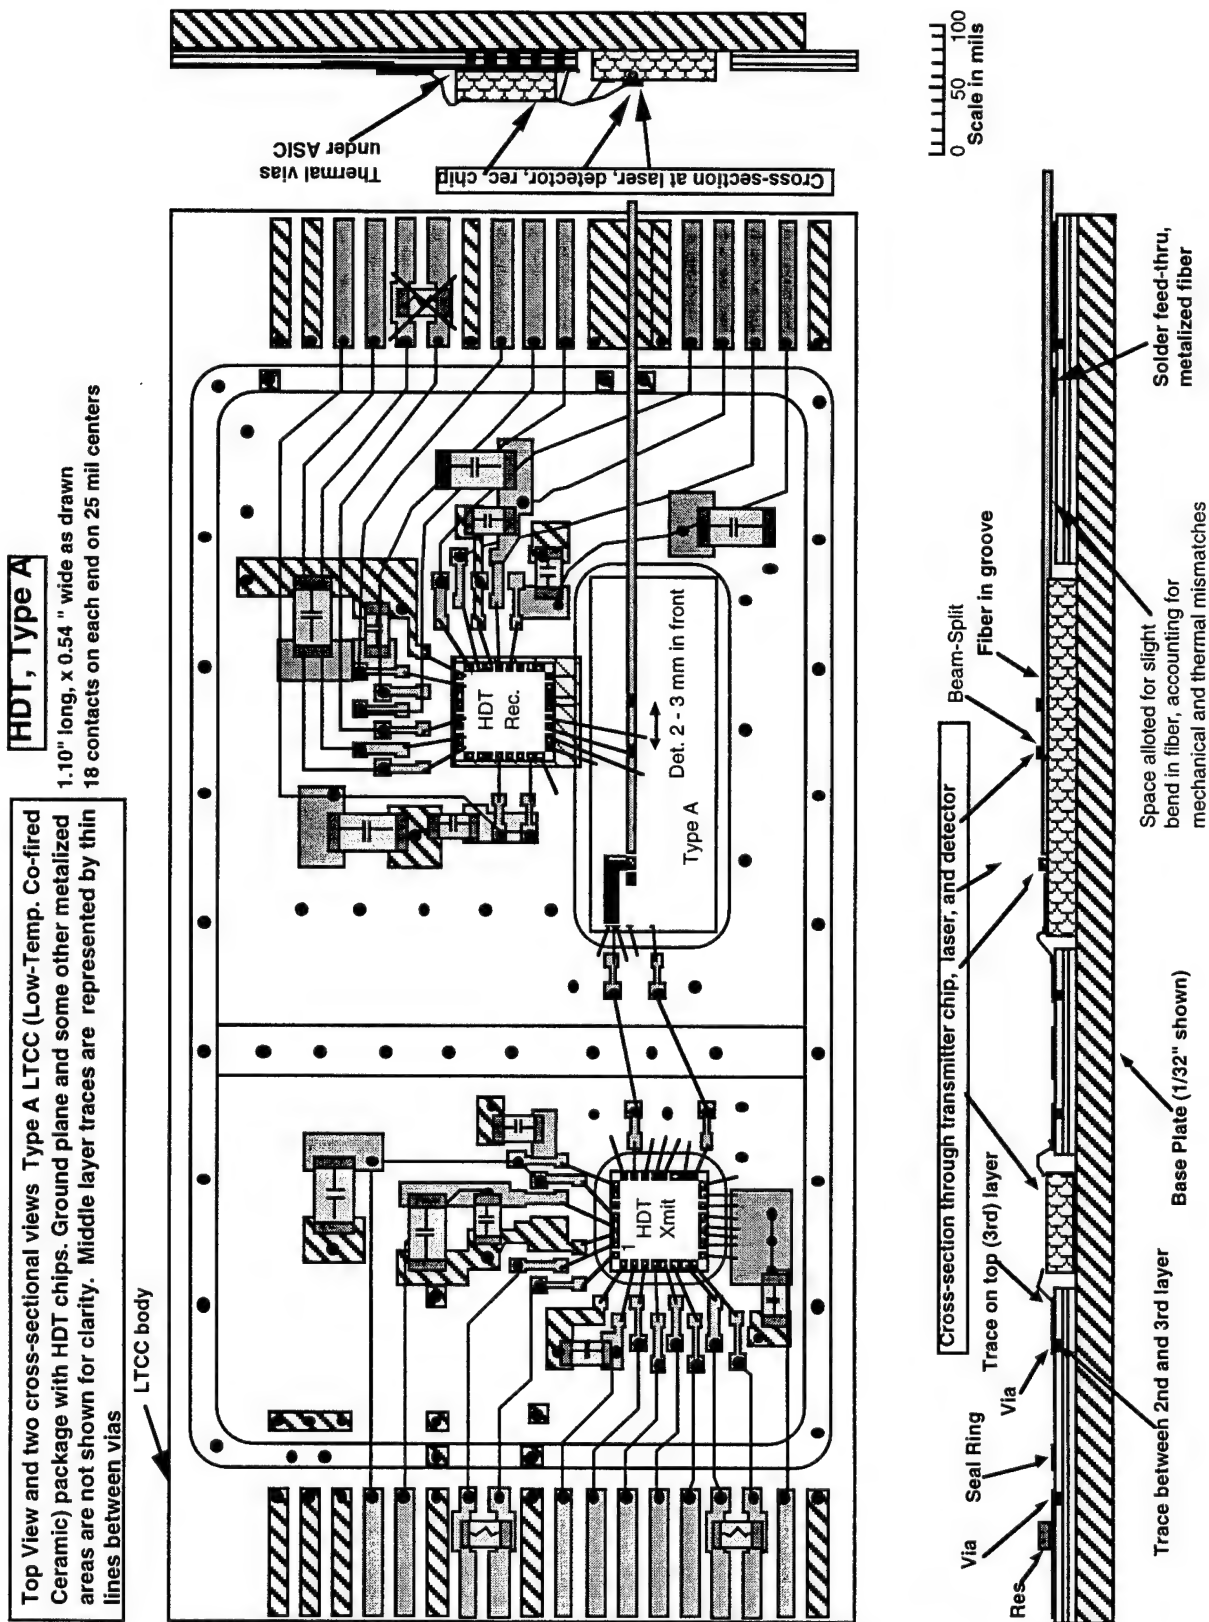 HDT, Type A
1.10" long, x 0.54 " wide as drawn
18 contacts on each end on 25 mil centers
Top View and two cross-sectional views Type A LTCC (Low-Temp. Co-fired
Ceramic) package with HDT chips. Ground plane and some other metalized
areas are not shown for clarity. Middle layer traces are represented by thin
lines between vias
LTCC body
Thermal vias
under ASIC
Cross-section at laser, detector, rec. chip
HDT
Rec.
Det. 2 - 3 mm in front
Type A
1
HDT
Xmit
0 50 100
Scale in mils
Cross-section through transmitter chip, laser, and detector
Beam-Split
Fiber in groove
Trace on top (3rd) layer
Via
Seal Ring
Via
Res
Trace between 2nd and 3rd layer
Base Plate (1/32" shown)
Space alloted for slight
bend in fiber, accounting for
mechanical and thermal mismatches
Solder feed-thru,
metalized fiber